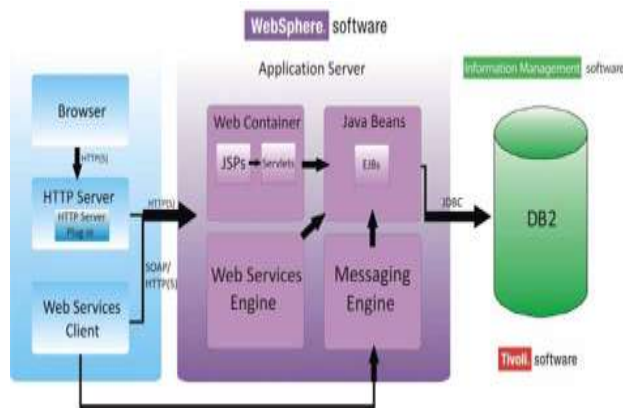 WebSphere. software
Application Server
Information Management software
Browser
HTTP(S)
HTTP Server
HTTP Server
Plug-in
HTTP(S)
SOAP/
HTTP(S)
Web Services
Client
Web Container
JSPs
Servlets
Java Beans
EJBs
Web Services
Engine
Messaging
Engine
JDBC
DB2
Tivoli. software